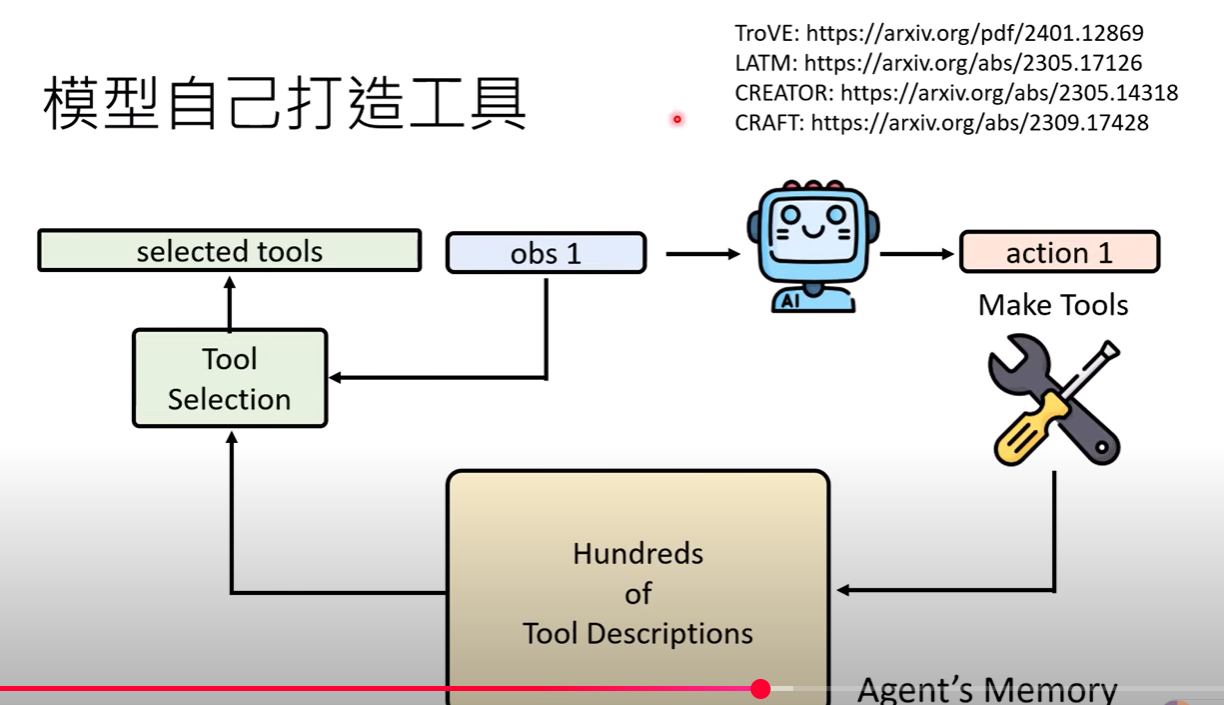 模型自己打造工具
TroVE: https://arxiv.org/pdf/2401.12869
LATM: https://arxiv.org/abs/2305.17126
CREATOR: https://arxiv.org/abs/2305.14318
CRAFT: https://arxiv.org/abs/2309.17428
selected tools
obs 1
AI
action 1
Make Tools
Tool
Selection
Hundreds
of
Tool Descriptions
Agent’s Memory